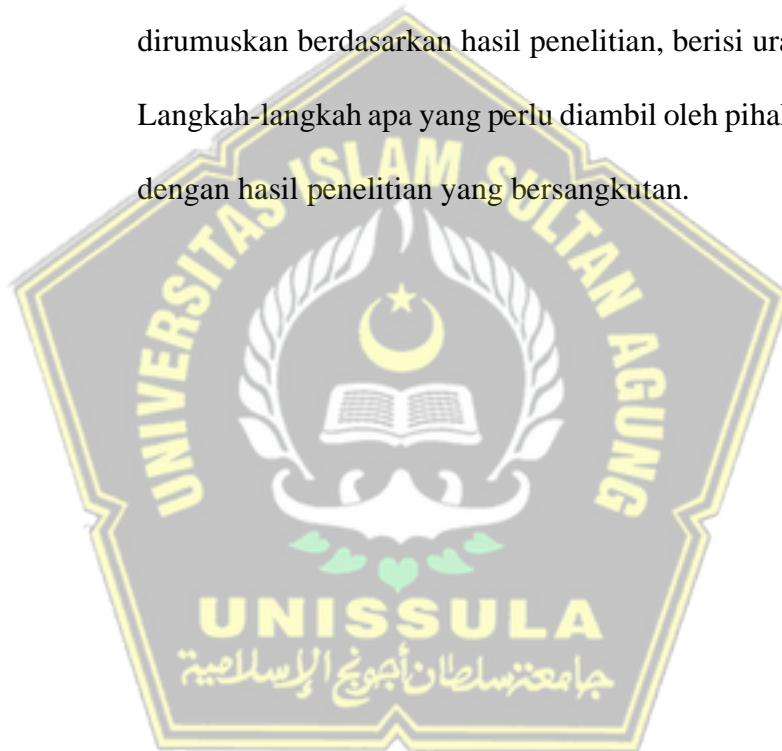 dirumuskan berdasarkan hasil penelitian, berisi ura
Langkah-langkah apa yang perlu diambil oleh pihak
dengan hasil penelitian yang bersangkutan.
UNIVERSITAS ISLAM SULTAN AGUNG
UNISSULA
جامعة سلطان أجونج الإسلامية